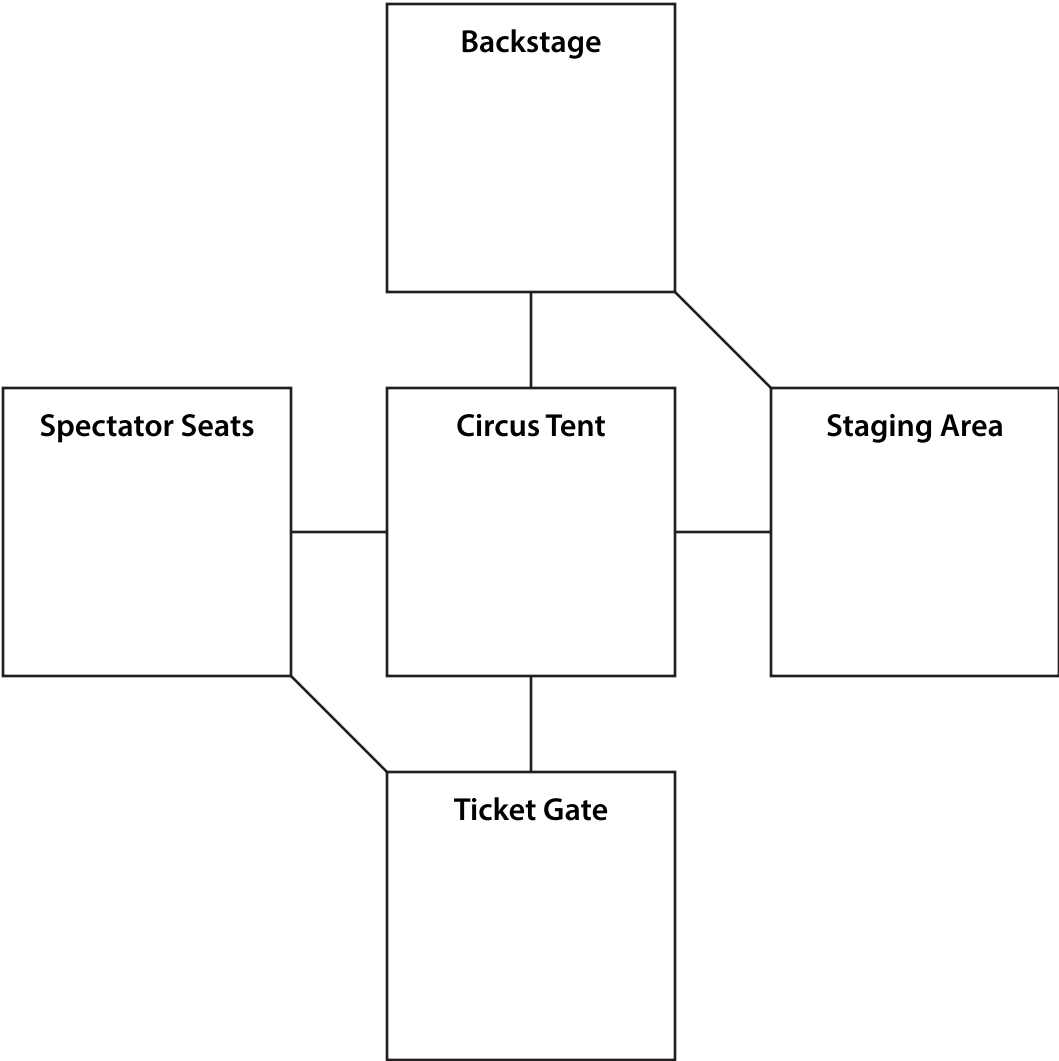 Backstage
Spectator Seats
Circus Tent
Staging Area
Ticket Gate